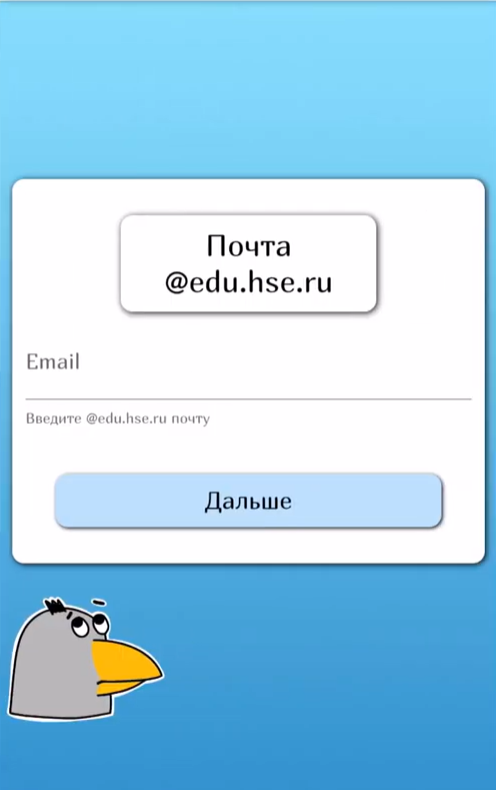 Почта
@edu.hse.ru
Email
Введите @edu.hse.ru почту
Дальше